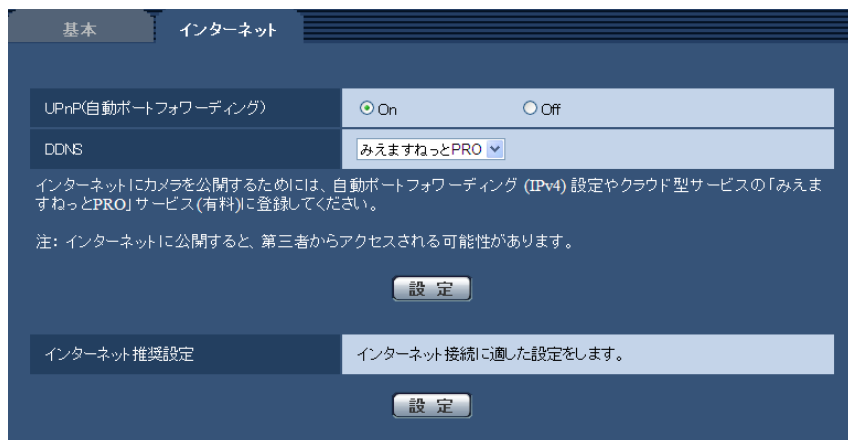 基本 インターネット
UPnP(自動ポートフォワーディング) On Off
DDNS みえますねっとPRO
インターネットにカメラを公開するためには、自動ポートフォワーディング (IPv4) 設定やクラウド型サービスの「みえま
すねっとPRO」サービス(有料)に登録してください。
注: インターネットに公開すると、第三者からアクセスされる可能性があります。
設 定
インターネット推奨設定 インターネット接続に適した設定をします。
設 定